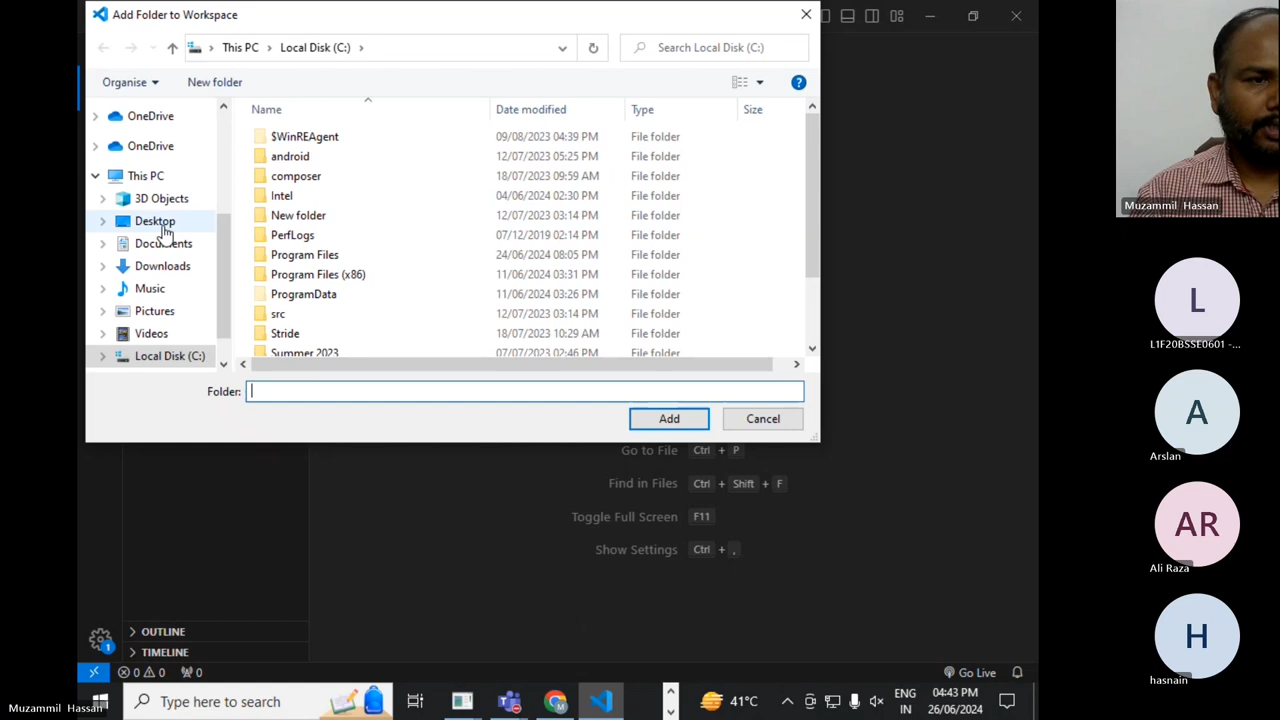 Add Folder to Workspace
This PC > Local Disk (C:) >
Search Local Disk (C:)
Organise
New folder
OneDrive
OneDrive
This PC
3D Objects
Desktop
Documents
Downloads
Music
Pictures
Videos
Local Disk (C:)
Name Date modified Type Size
$WinREAgent 09/08/2023 04:39 PM File folder
android 12/07/2023 05:25 PM File folder
composer 18/07/2023 09:59 AM File folder
Intel 04/06/2024 02:30 PM File folder
New folder 12/07/2023 03:14 PM File folder
PerfLogs 07/12/2019 02:14 PM File folder
Program Files 24/06/2024 08:05 PM File folder
Program Files (x86) 11/06/2024 03:31 PM File folder
ProgramData 11/06/2024 03:26 PM File folder
src 12/07/2023 03:14 PM File folder
Stride 18/07/2023 10:29 AM File folder
Summer 2023 07/07/2023 02:46 PM File folder
Folder:
Add Cancel
Go to File Ctrl + P
Find in Files Ctrl + Shift + F
Toggle Full Screen F11
Show Settings Ctrl + ,
1
OUTLINE
TIMELINE
0 0 0
Go Live
Type here to search
41°C
ENG
IN
04:43 PM
26/06/2024
Muzammil Hassan
Muzammil Hassan
L
L1F20BSSE0601 -...
A
Arslan
AR
Ali Raza
H
hasnain